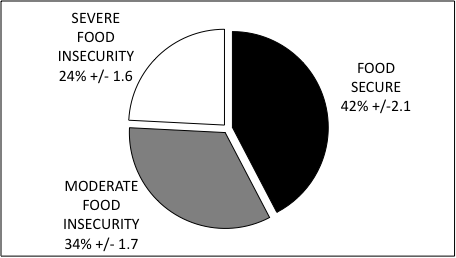 SEVERE
FOOD
INSECURITY
24% +/- 1.6
FOOD
SECURE
42% +/-2.1
MODERATE
FOOD
INSECURITY
34% +/- 1.7